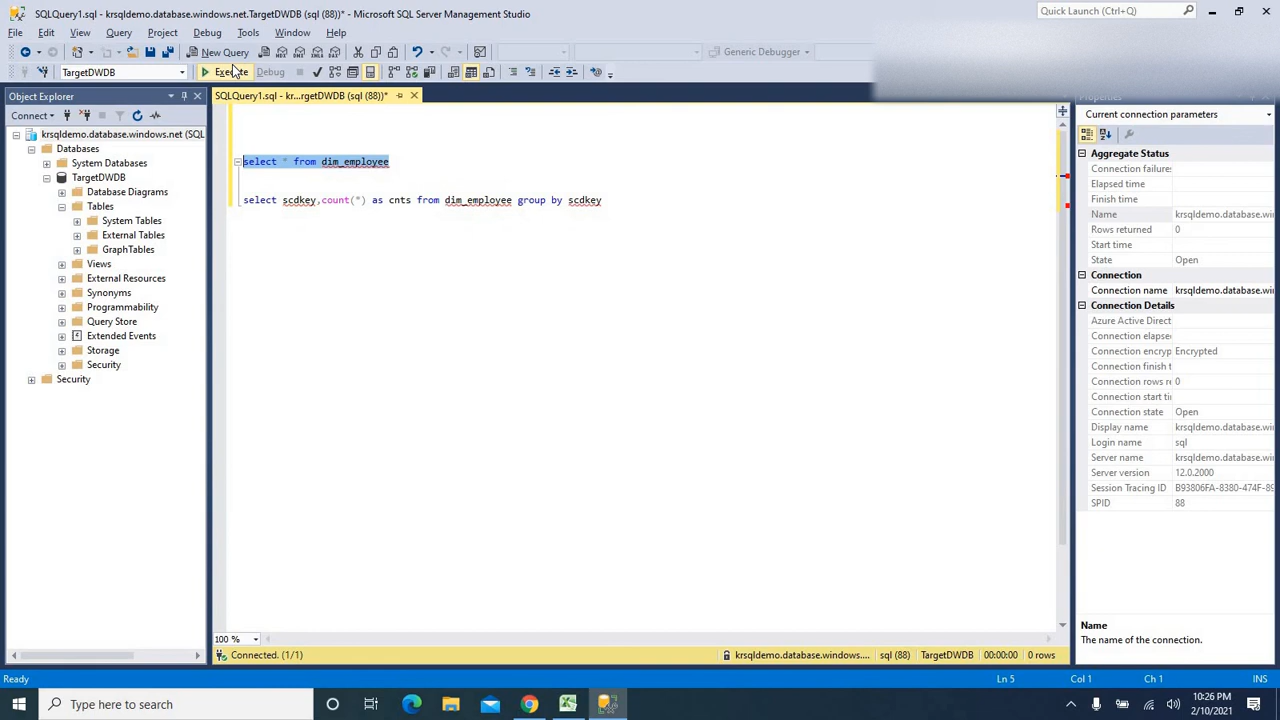 SQLQuery1.sql - krsqldemo.database.windows.net.TargetDWDB (sql (88))* - Microsoft SQL Server Management Studio
Quick Launch (Ctrl+Q)
File Edit View Query Project Debug Tools Window Help
New Query
Generic Debugger
TargetDWDB
Execute Debug
Object Explorer
SQLQuery1.sql - kr...rgetDWDB (sql (88))*
Connect
Current connection parameters
krsqldemo.database.windows.net (SQL
Databases
System Databases
TargetDWDB
Database Diagrams
Tables
System Tables
External Tables
GraphTables
Views
External Resources
Synonyms
Programmability
Query Store
Extended Events
Storage
Security
Security
select * from dim_employee
select scdkey,count(*) as cnts from dim_employee group by scdkey
Aggregate Status
Connection failures
Elapsed time
Finish time
Name krsqldemo.database.wi
Rows returned 0
Start time
State Open
Connection
Connection name krsqldemo.database.wi
Connection Details
Azure Active Direct
Connection elapse
Connection encryp Encrypted
Connection finish t
Connection rows re 0
Connection start ti
Connection state Open
Display name krsqldemo.database.wi
Login name sql
Server name krsqldemo.database.wi
Server version 12.0.2000
Session Tracing ID B93806FA-8380-474F-89
SPID 88
Name
The name of the connection.
100 %
Connected. (1/1)
krsqldemo.database.windows.... sql (88) TargetDWDB 00:00:00 0 rows
Ready
Ln 5 Col 1 Ch 1 INS
Type here to search
10:26 PM
2/10/2021